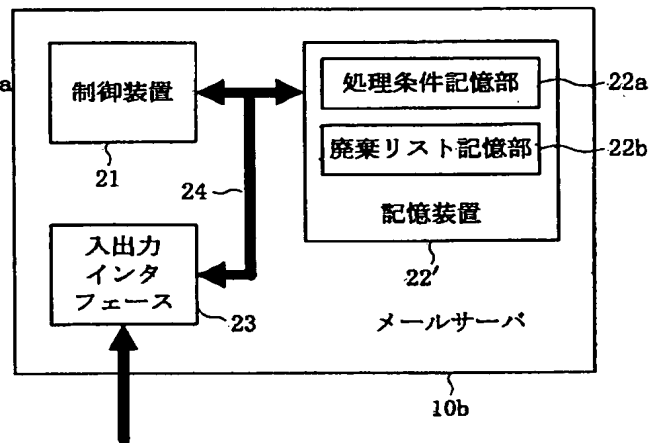 a
制御装置
21
処理条件記憶部
22a
廃棄リスト記憶部
22b
記憶装置
22′
24
入出力
インタ
フェース
23
メールサーバ
10b